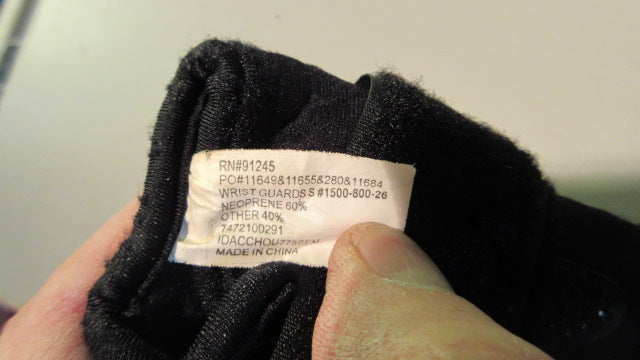 RN#91245
PO#11649&11655&280&11684
WRIST GUARDS S #1500-800-26
NEOPRENE 60%
OTHER 40%
7472100291
MADE IN CHINA